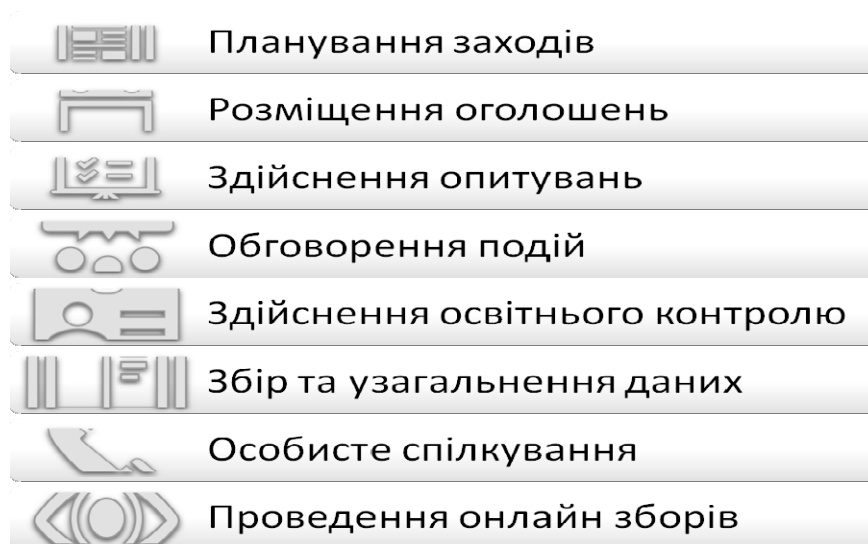 Планування заходів
Розміщення оголошень
Здійснення опитувань
Обговорення подій
Здійснення освітнього контролю
Збір та узагальнення даних
Особисте спілкування
Проведення онлайн зборів